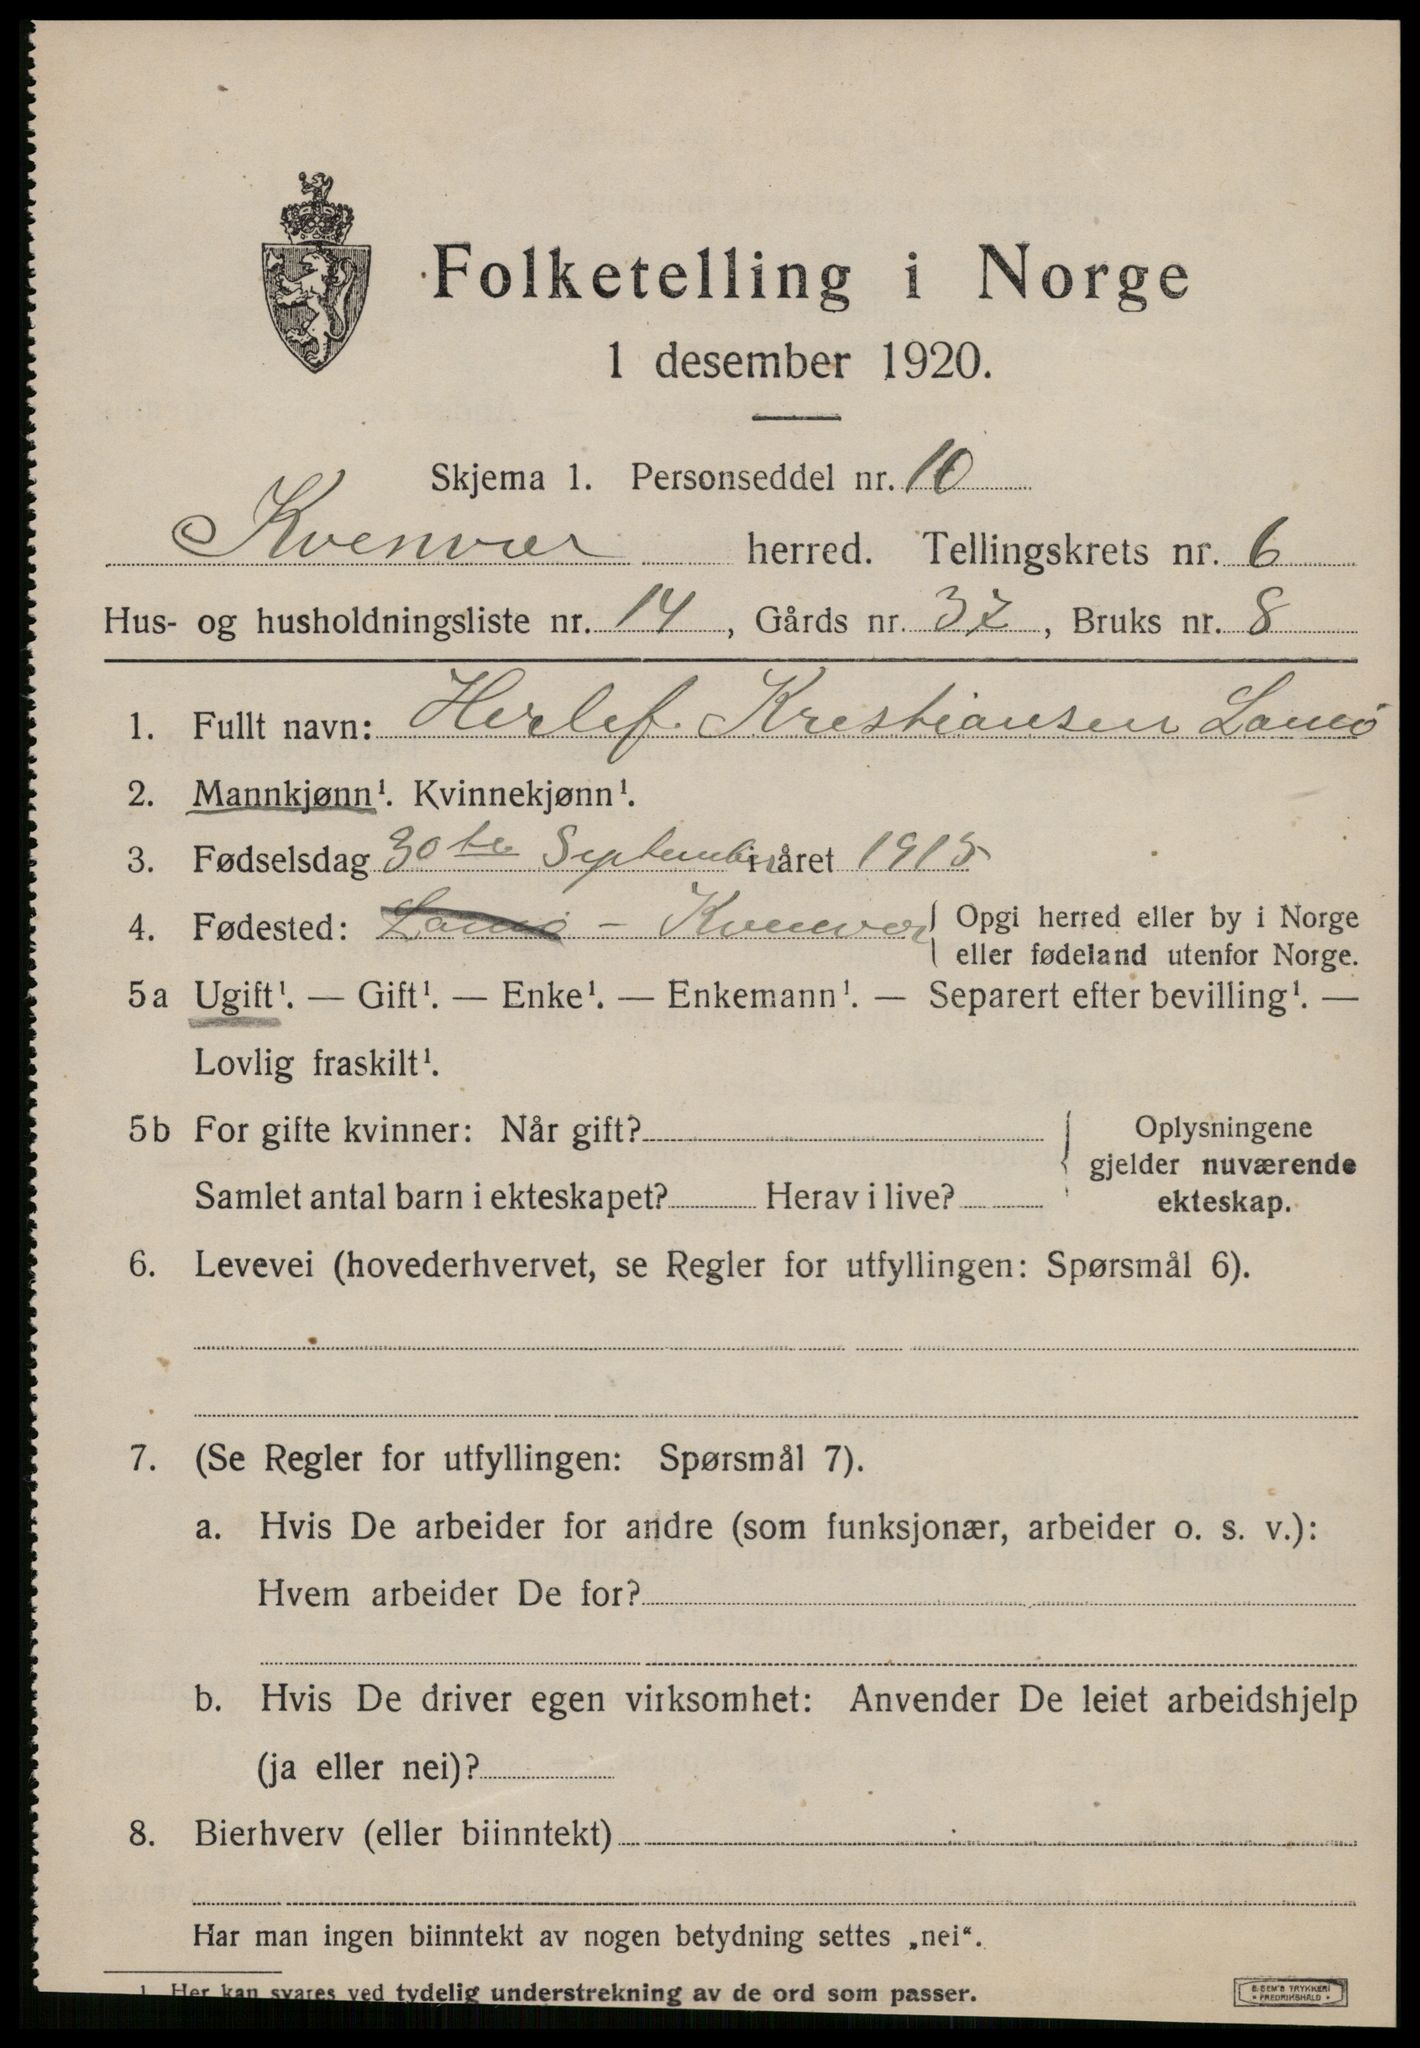 Folketelling i Norge
1 desember 1920.
Skjema 1. Personseddel nr. 10
Kvenvær herred. Tellingskrets nr. 6
Hus- og husholdningsliste nr. 14, Gårds nr. 37, Bruks nr. 8
1. Fullt navn: Herlef Krestiansen Lamø
2. Mannkjønn¹. Kvinnekjønn¹.
3. Fødselsdag 30te September i året 1915
4. Fødested: Lamø - Kvenvær { Opgi herred eller by i Norge
eller fødeland utenfor Norge.
5a Ugift¹. — Gift¹. — Enke¹. — Enkemann¹. — Separert efter bevilling¹. —
Lovlig fraskilt¹.
5b For gifte kvinner: Når gift? { Oplysningene
gjelder nuværende
Samlet antal barn i ekteskapet? Herav i live? ekteskap.
6. Levevei (hovederhvervet, se Regler for utfyllingen: Spørsmål 6).
7. (Se Regler for utfyllingen: Spørsmål 7).
a. Hvis De arbeider for andre (som funksjonær, arbeider o. s. v.):
Hvem arbeider De for?
b. Hvis De driver egen virksomhet: Anvender De leiet arbeidshjelp
(ja eller nei)?
8. Bierhverv (eller biinntekt)
Har man ingen biinntekt av nogen betydning settes „nei“.
1. Her kan svares ved tydelig understrekning av de ord som passer.
E. SEM'S TRYKKERI
• FREDRIKSHALD •